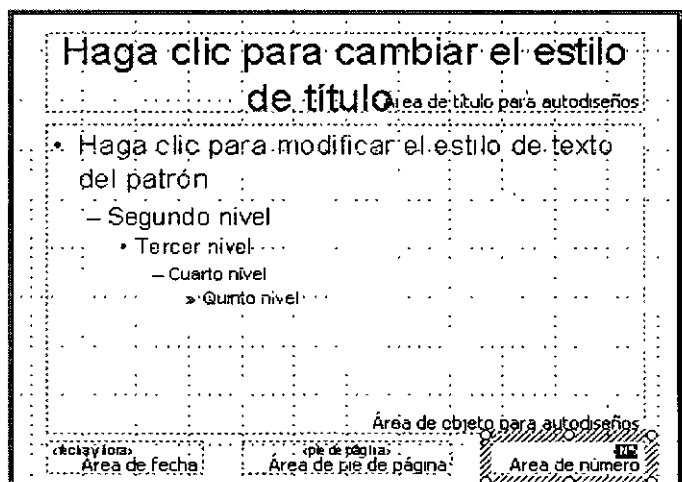 Haga clic para cambiar el estilo
de título
Área de título para autodiseños
• Haga clic para modificar el estilo de texto
del patrón
– Segundo nivel
• Tercer nivel
– Cuarto nivel
» Quinto nivel
Área de objeto para autodiseños
<fecha y hora>
Área de fecha
<pie de página>
Área de pie de página
Área de número